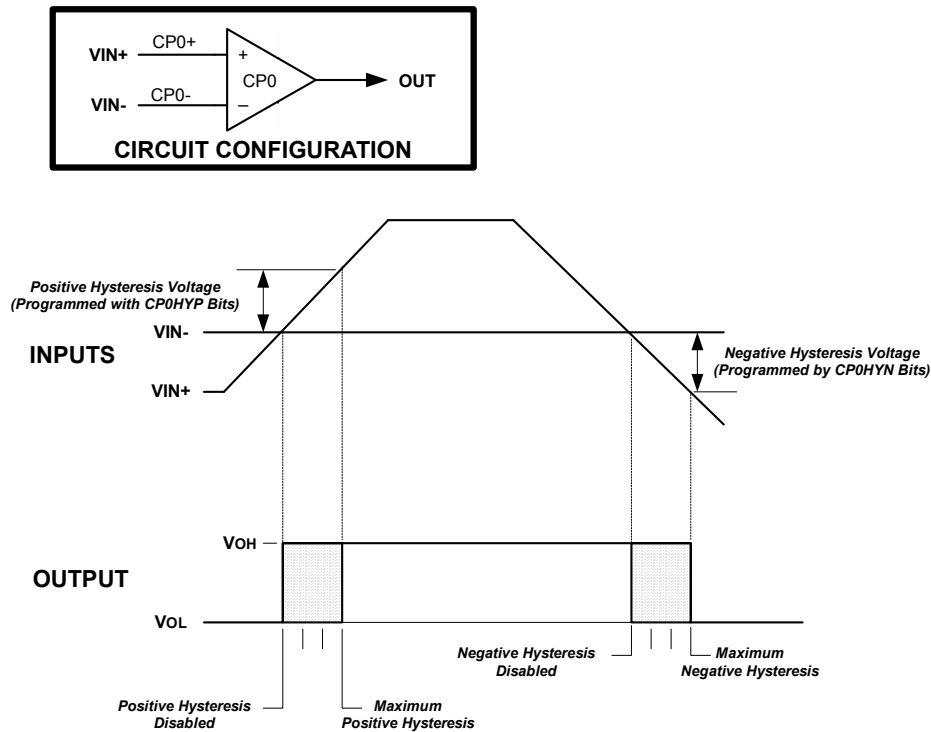 VIN+
CP0+
+
CP0
VIN-
CP0-
–
OUT
CIRCUIT CONFIGURATION
Positive Hysteresis Voltage
(Programmed with CP0HYP Bits)
VIN-
INPUTS
VIN+
Negative Hysteresis Voltage
(Programmed by CP0HYN Bits)
VOH
OUTPUT
VOL
Negative Hysteresis
Disabled
Maximum
Negative Hysteresis
Positive Hysteresis
Disabled
Maximum
Positive Hysteresis